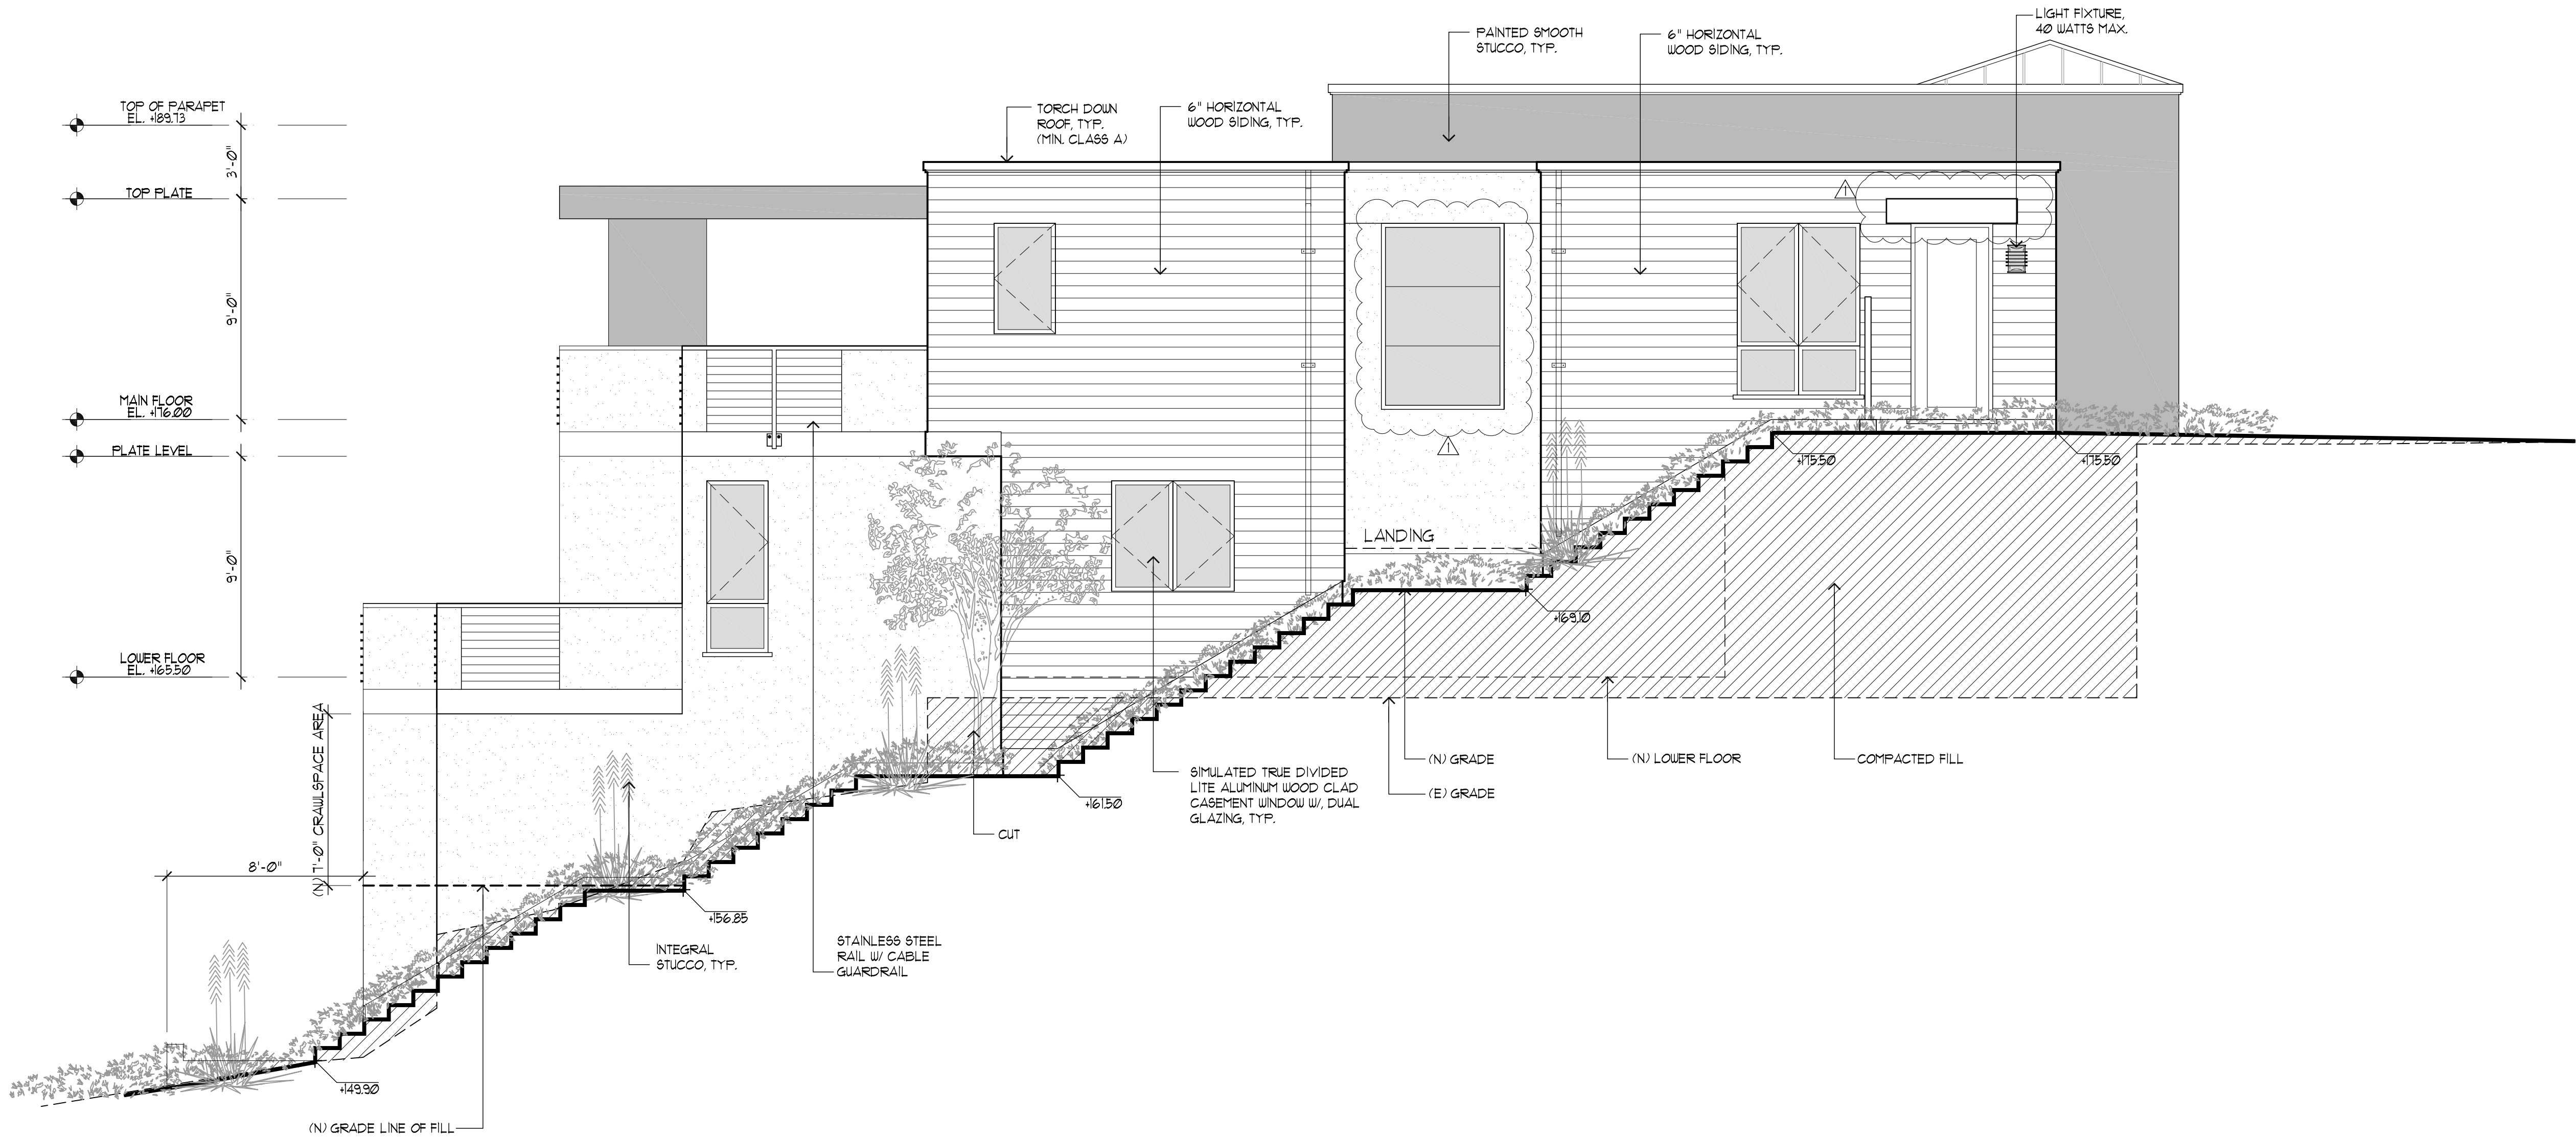 LIGHT FIXTURE,
40 WATTS MAX.
PAINTED SMOOTH
STUCCO, TYP.
6" HORIZONTAL
WOOD SIDING, TYP.
TORCH DOWN
ROOF, TYP.
(MIN. CLASS A)
6" HORIZONTAL
WOOD SIDING, TYP.
TOP OF PARAPET
EL. +189.73
3'-0"
TOP PLATE
1
9'-0"
MAIN FLOOR
EL. +176.00
1
PLATE LEVEL
+175.50
+175.50
LANDING
9'-0"
+169.10
LOWER FLOOR
EL. +165.50
(N) 7'-0" CRAWLSPACE AREA
(N) GRADE
(N) LOWER FLOOR
COMPACTED FILL
SIMULATED TRUE DIVIDED
LITE ALUMINUM WOOD CLAD
CASEMENT WINDOW W/, DUAL
GLAZING, TYP.
(E) GRADE
+161.50
CUT
8'-0"
+156.85
INTEGRAL
STUCCO, TYP.
STAINLESS STEEL
RAIL W/ CABLE
GUARDRAIL
+149.90
(N) GRADE LINE OF FILL